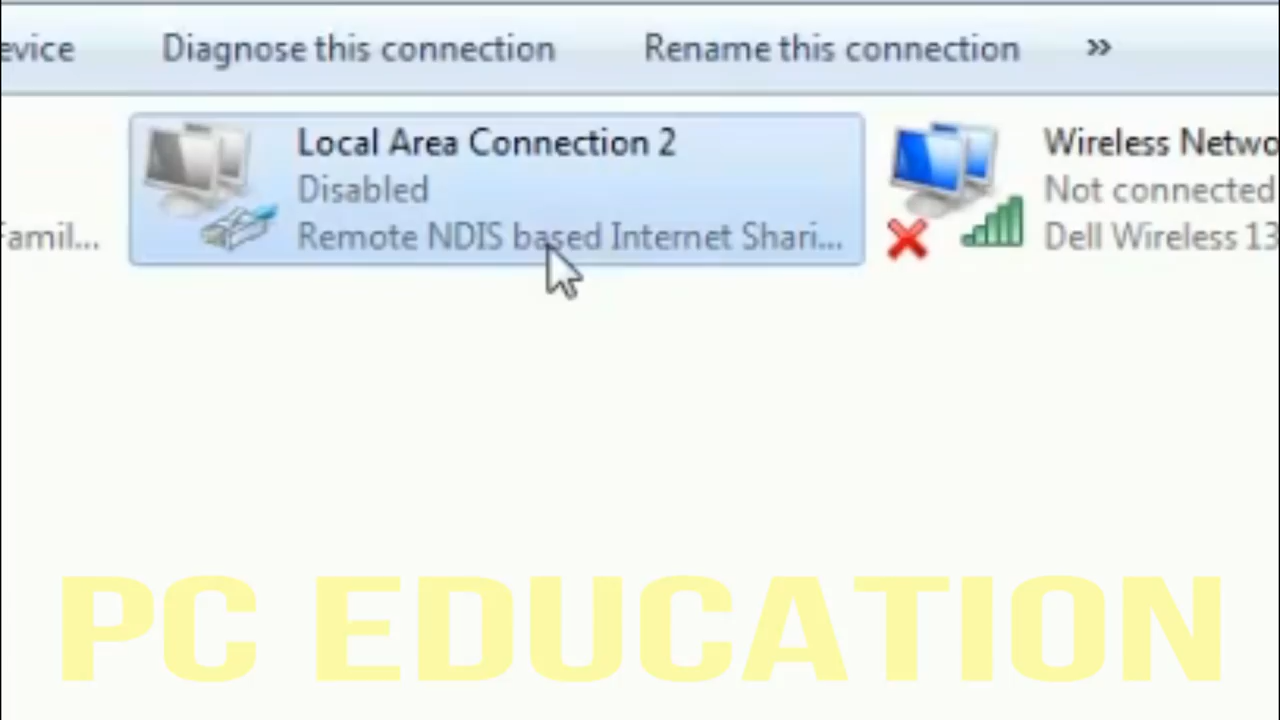 evice Diagnose this connection Rename this connection »
Local Area Connection 2
Disabled
Remote NDIS based Internet Shari...
Famil...
Wireless Netwo
Not connected
Dell Wireless 13
PC EDUCATION